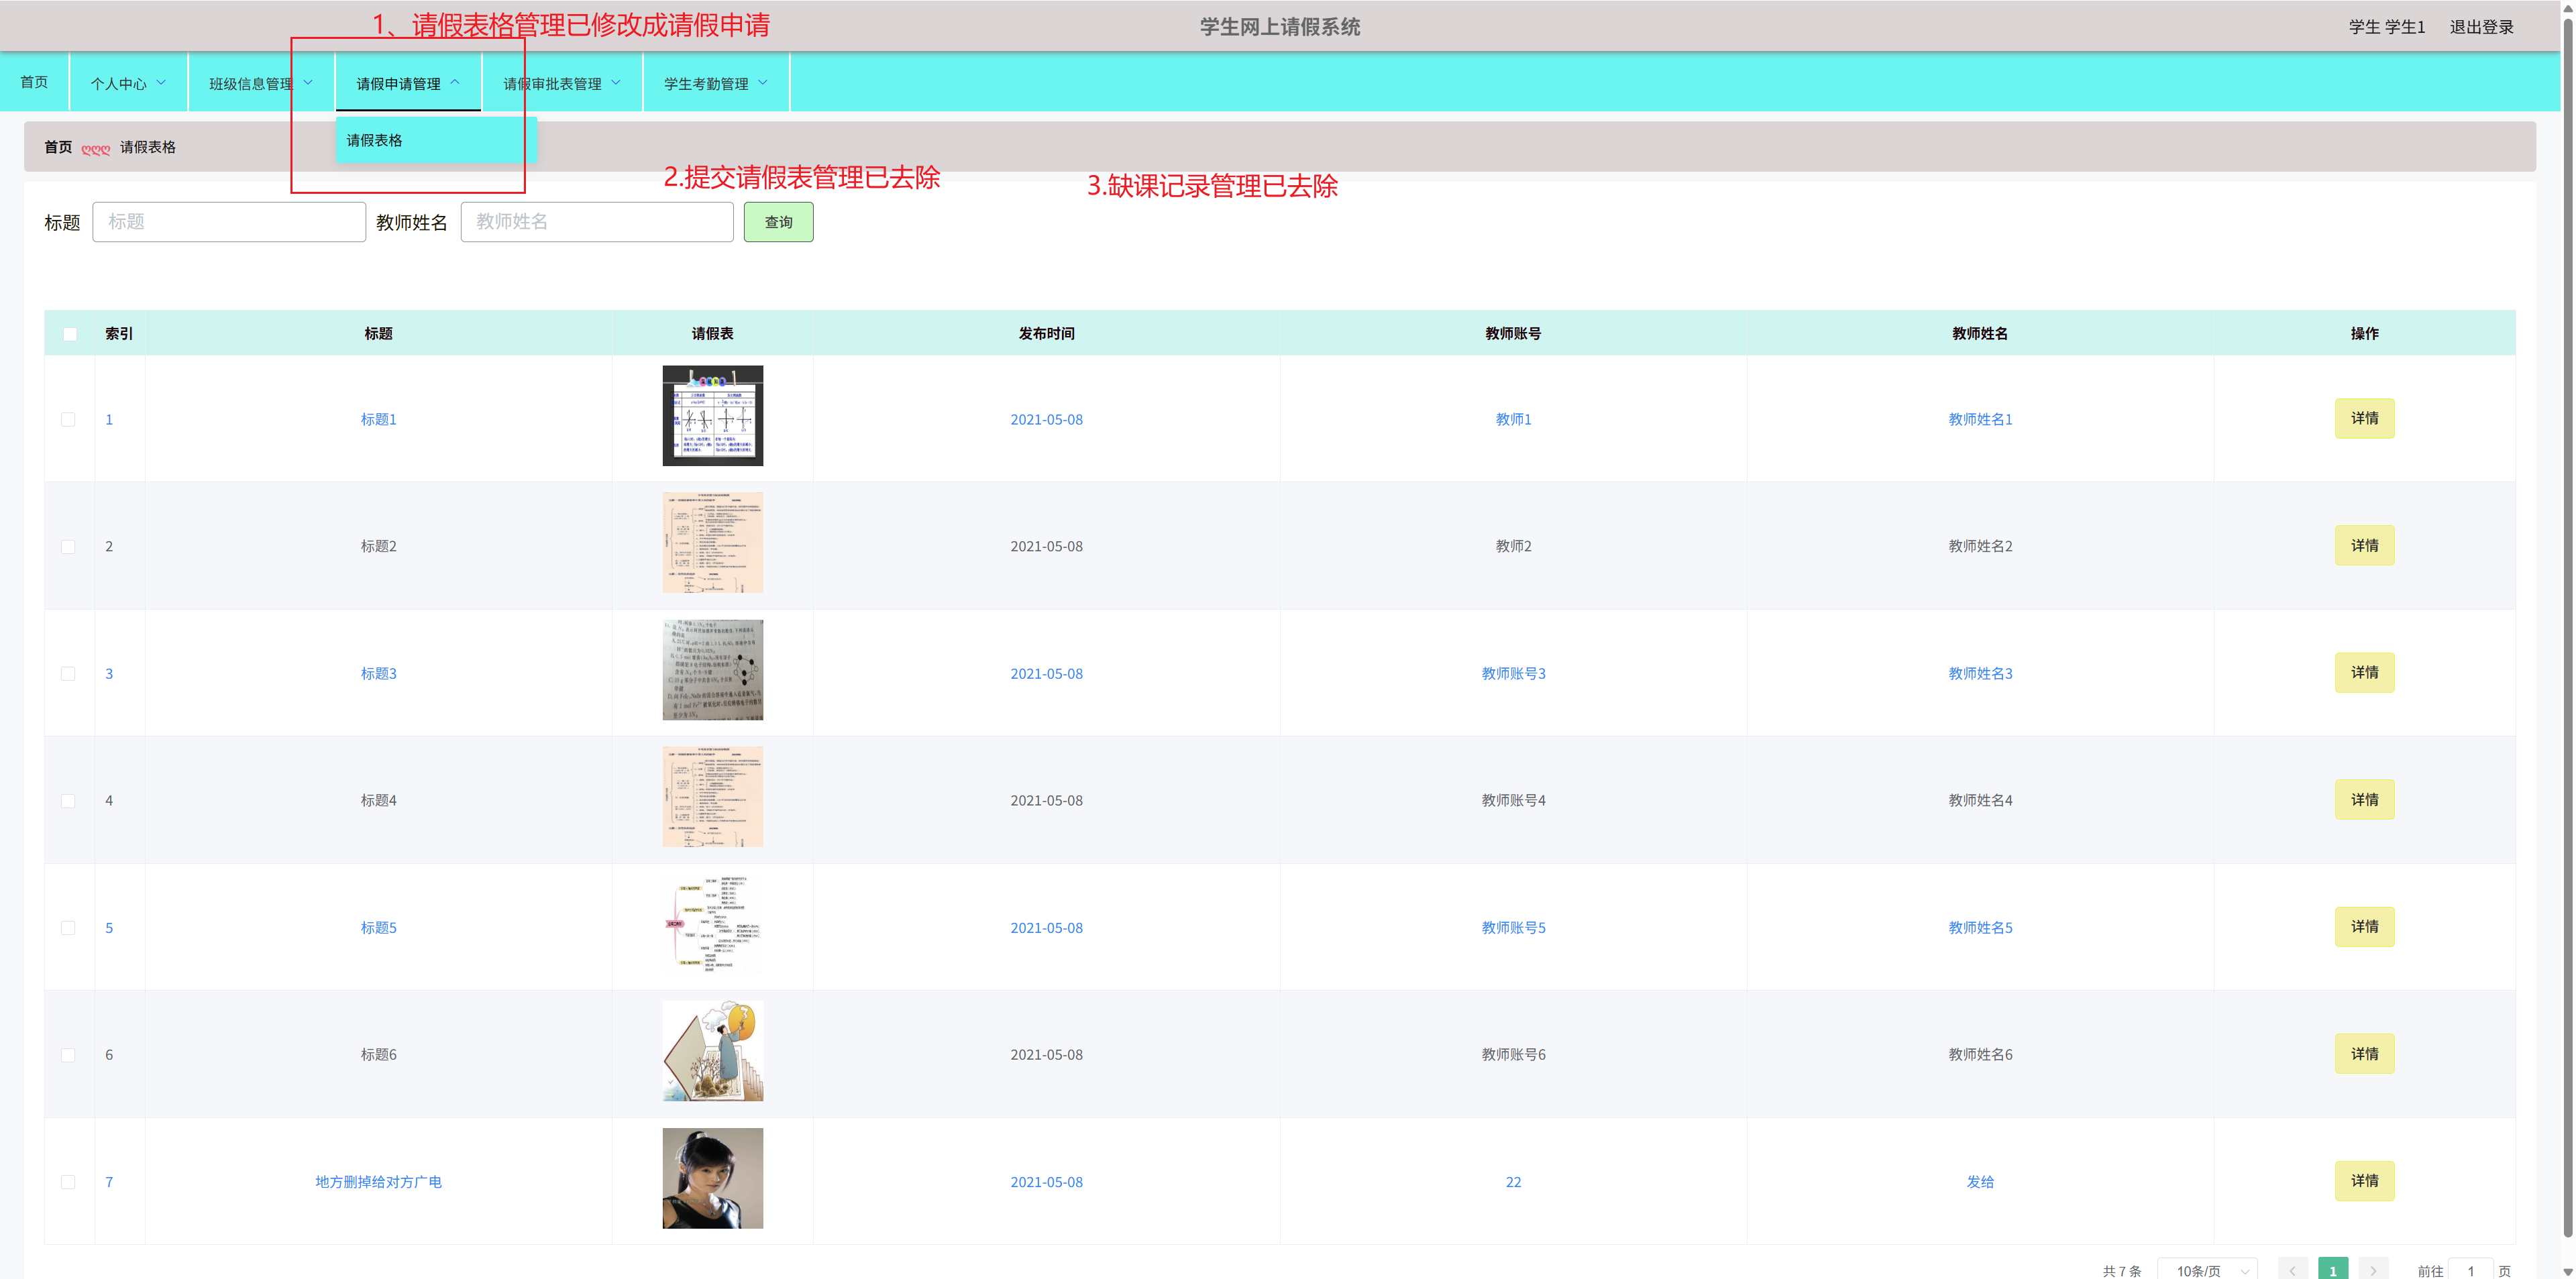 1、请假表格管理已修改成请假申请
学生网上请假系统
学生 学生1 退出登录
首页 个人中心 班级信息管理 请假申请管理 请假审批表管理 学生考勤管理
请假表格
首页 ღღღ 请假表格
2.提交请假表管理已去除
3.缺课记录管理已去除
标题 标题 教师姓名 教师姓名 查询
索引 标题 请假表 发布时间 教师账号 教师姓名 操作
1 标题1 2021-05-08 教师1 教师姓名1 详情
2 标题2 2021-05-08 教师2 教师姓名2 详情
3 标题3 2021-05-08 教师账号3 教师姓名3 详情
4 标题4 2021-05-08 教师账号4 教师姓名4 详情
5 标题5 2021-05-08 教师账号5 教师姓名5 详情
6 标题6 2021-05-08 教师账号6 教师姓名6 详情
7 地方删掉给对方广电 2021-05-08 22 发给 详情
共 7 条 10条/页 1 前往 1 页